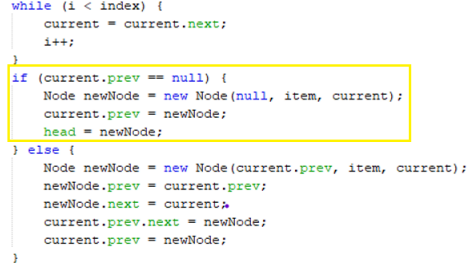 while (i < index) {
current = current.next;
i++;
}
if (current.prev == null) {
Node newNode = new Node(null, item, current);
current.prev = newNode;
head = newNode;
} else {
Node newNode = new Node(current.prev, item, current);
newNode.prev = current.prev;
newNode.next = current;
current.prev.next = newNode;
current.prev = newNode;
}